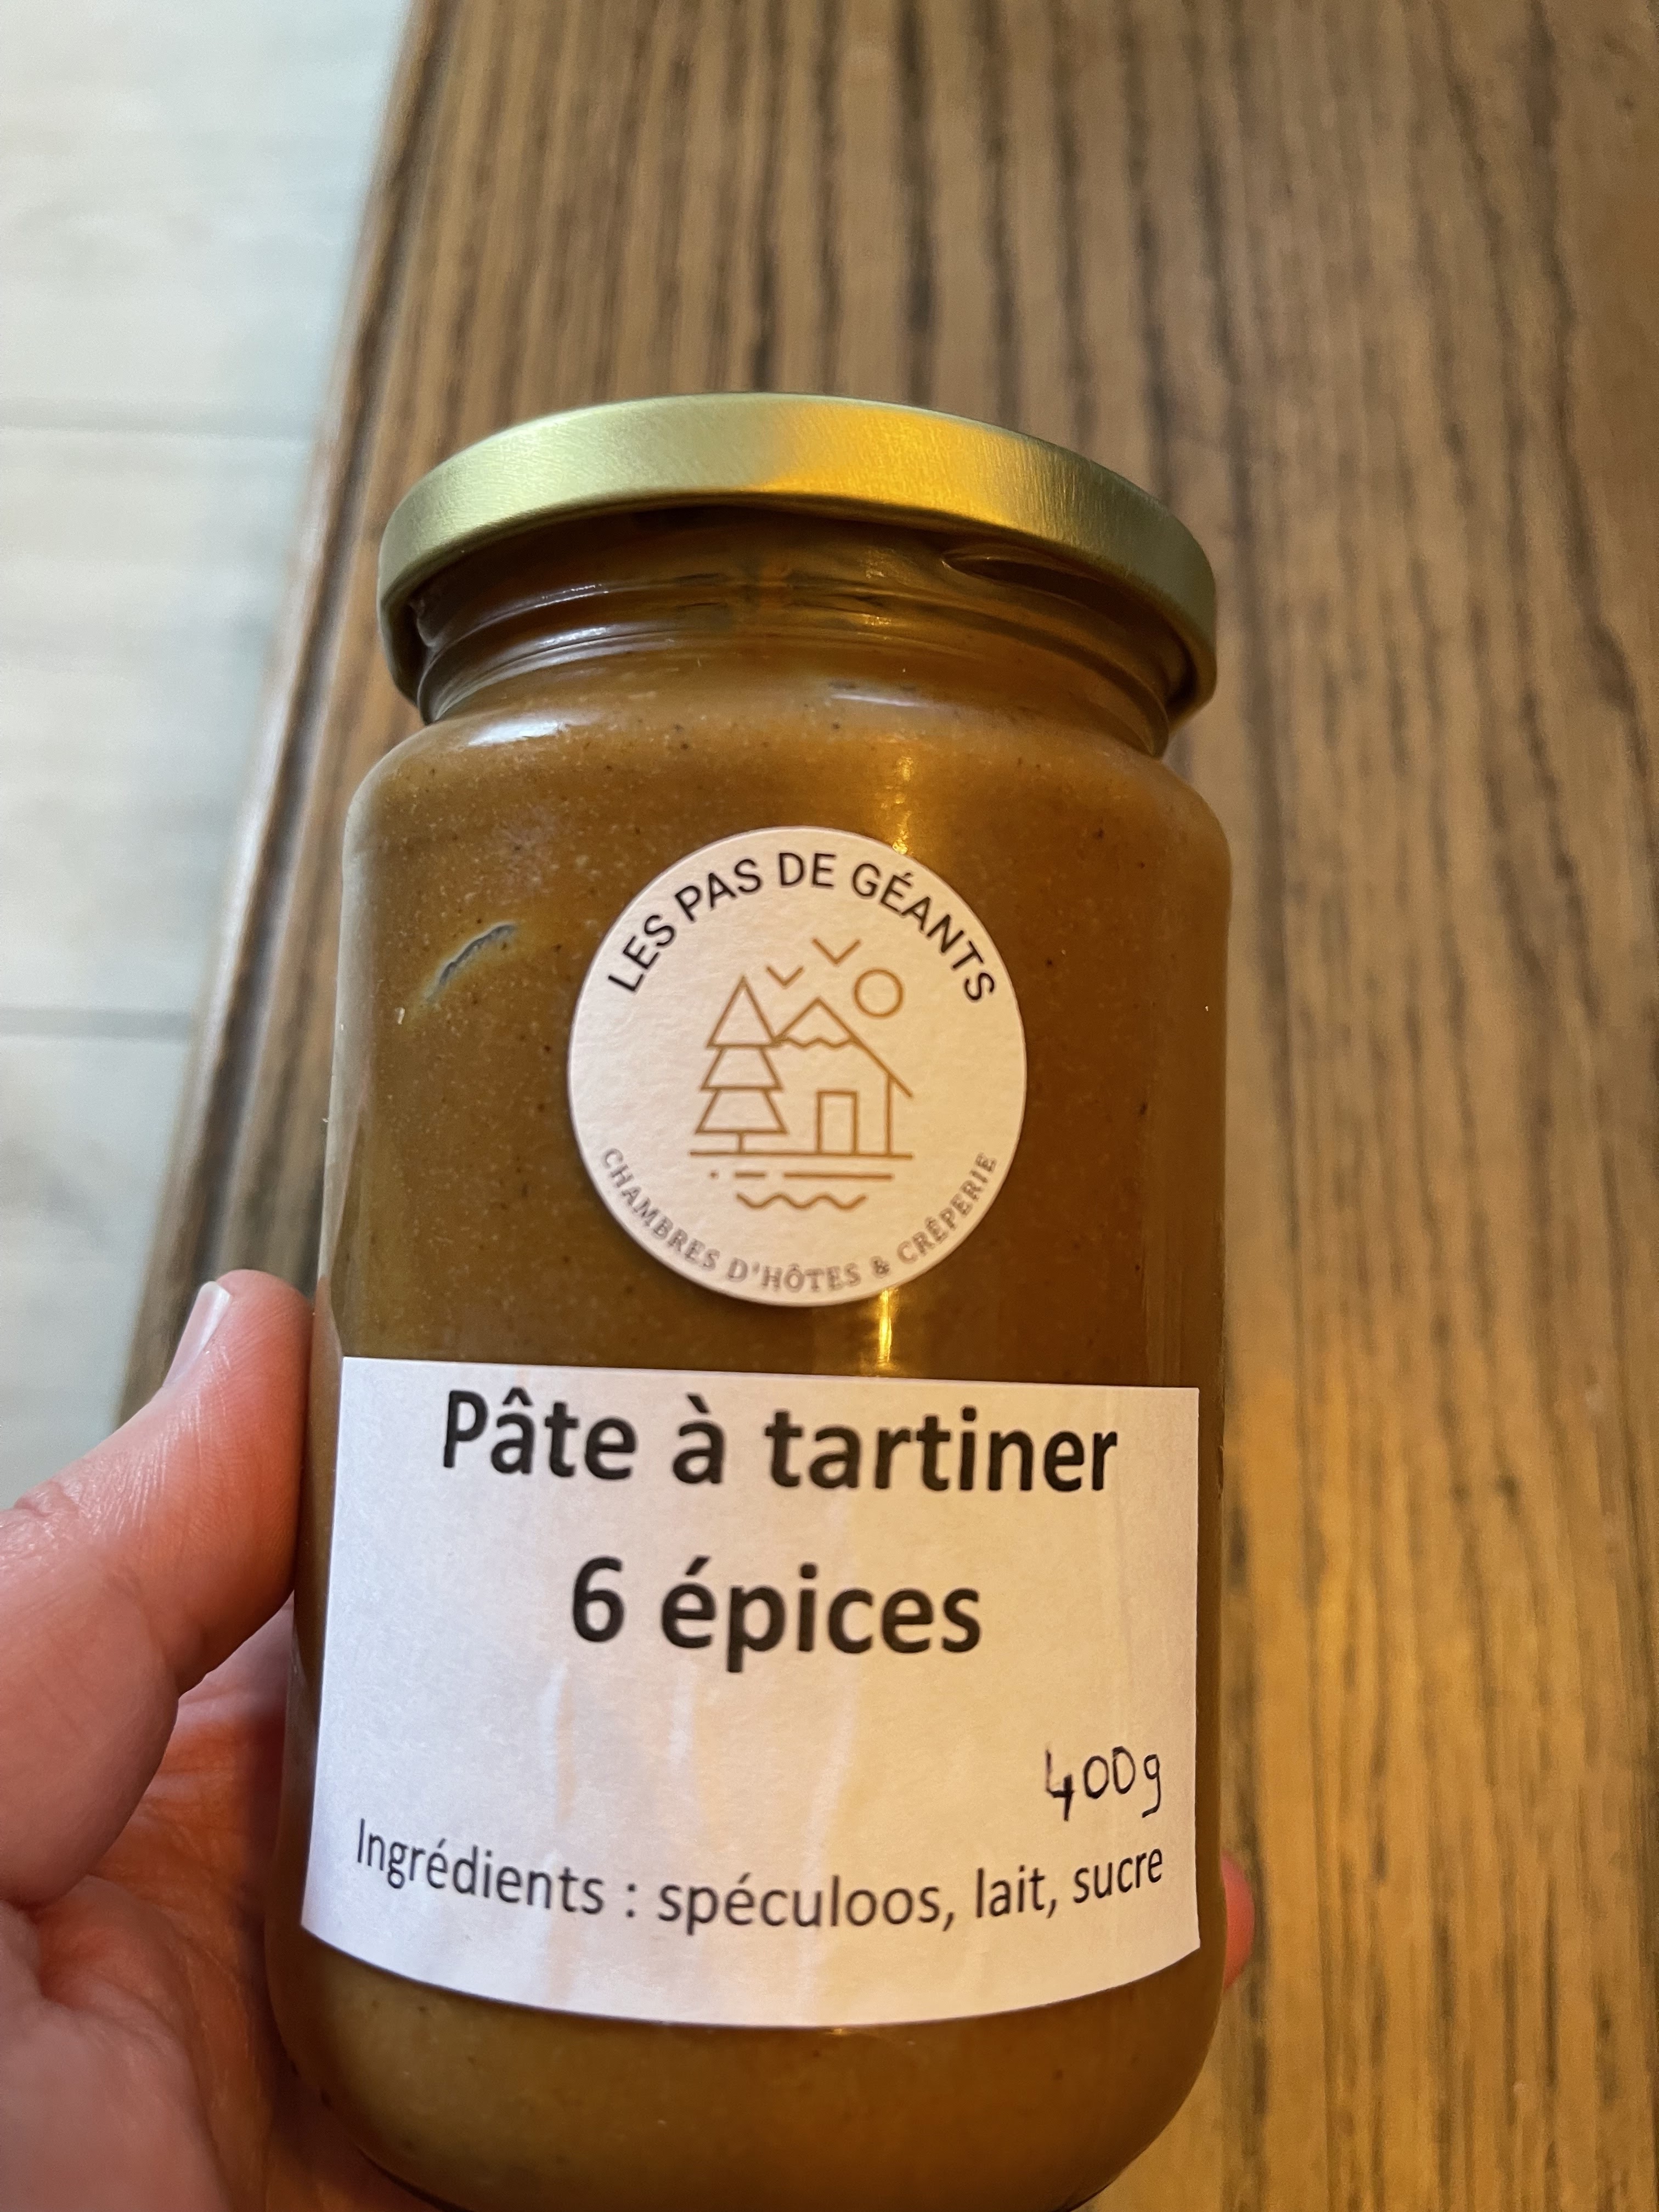 LES PAS DE GÉANTS
CHAMBRES D'HÔTES & CRÊPERIE
Pâte à tartiner
6 épices
400g
Ingrédients : spéculoos, lait, sucre